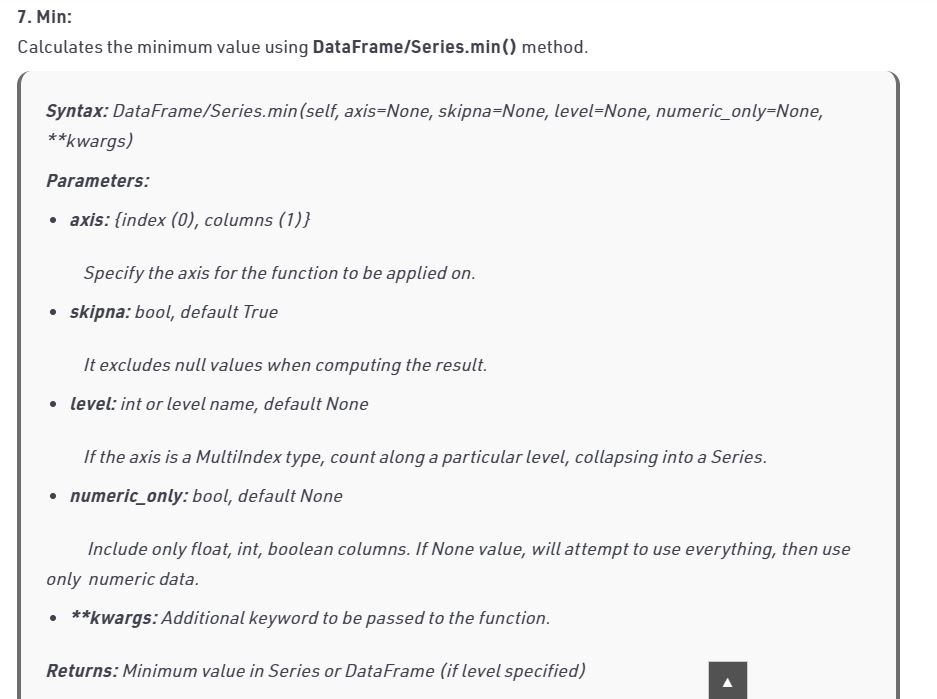 7. Min:
Calculates the minimum value using DataFrame/Series.min() method.
Syntax: DataFrame/Series.min(self, axis=None, skipna=None, level=None, numeric_only=None,
**kwargs)
Parameters:
• axis: {index (0), columns (1)}
Specify the axis for the function to be applied on.
• skipna: bool, default True
It excludes null values when computing the result.
• level: int or level name, default None
If the axis is a MultiIndex type, count along a particular level, collapsing into a Series.
• numeric_only: bool, default None
Include only float, int, boolean columns. If None value, will attempt to use everything, then use
only numeric data.
• **kwargs: Additional keyword to be passed to the function.
Returns: Minimum value in Series or DataFrame (if level specified)